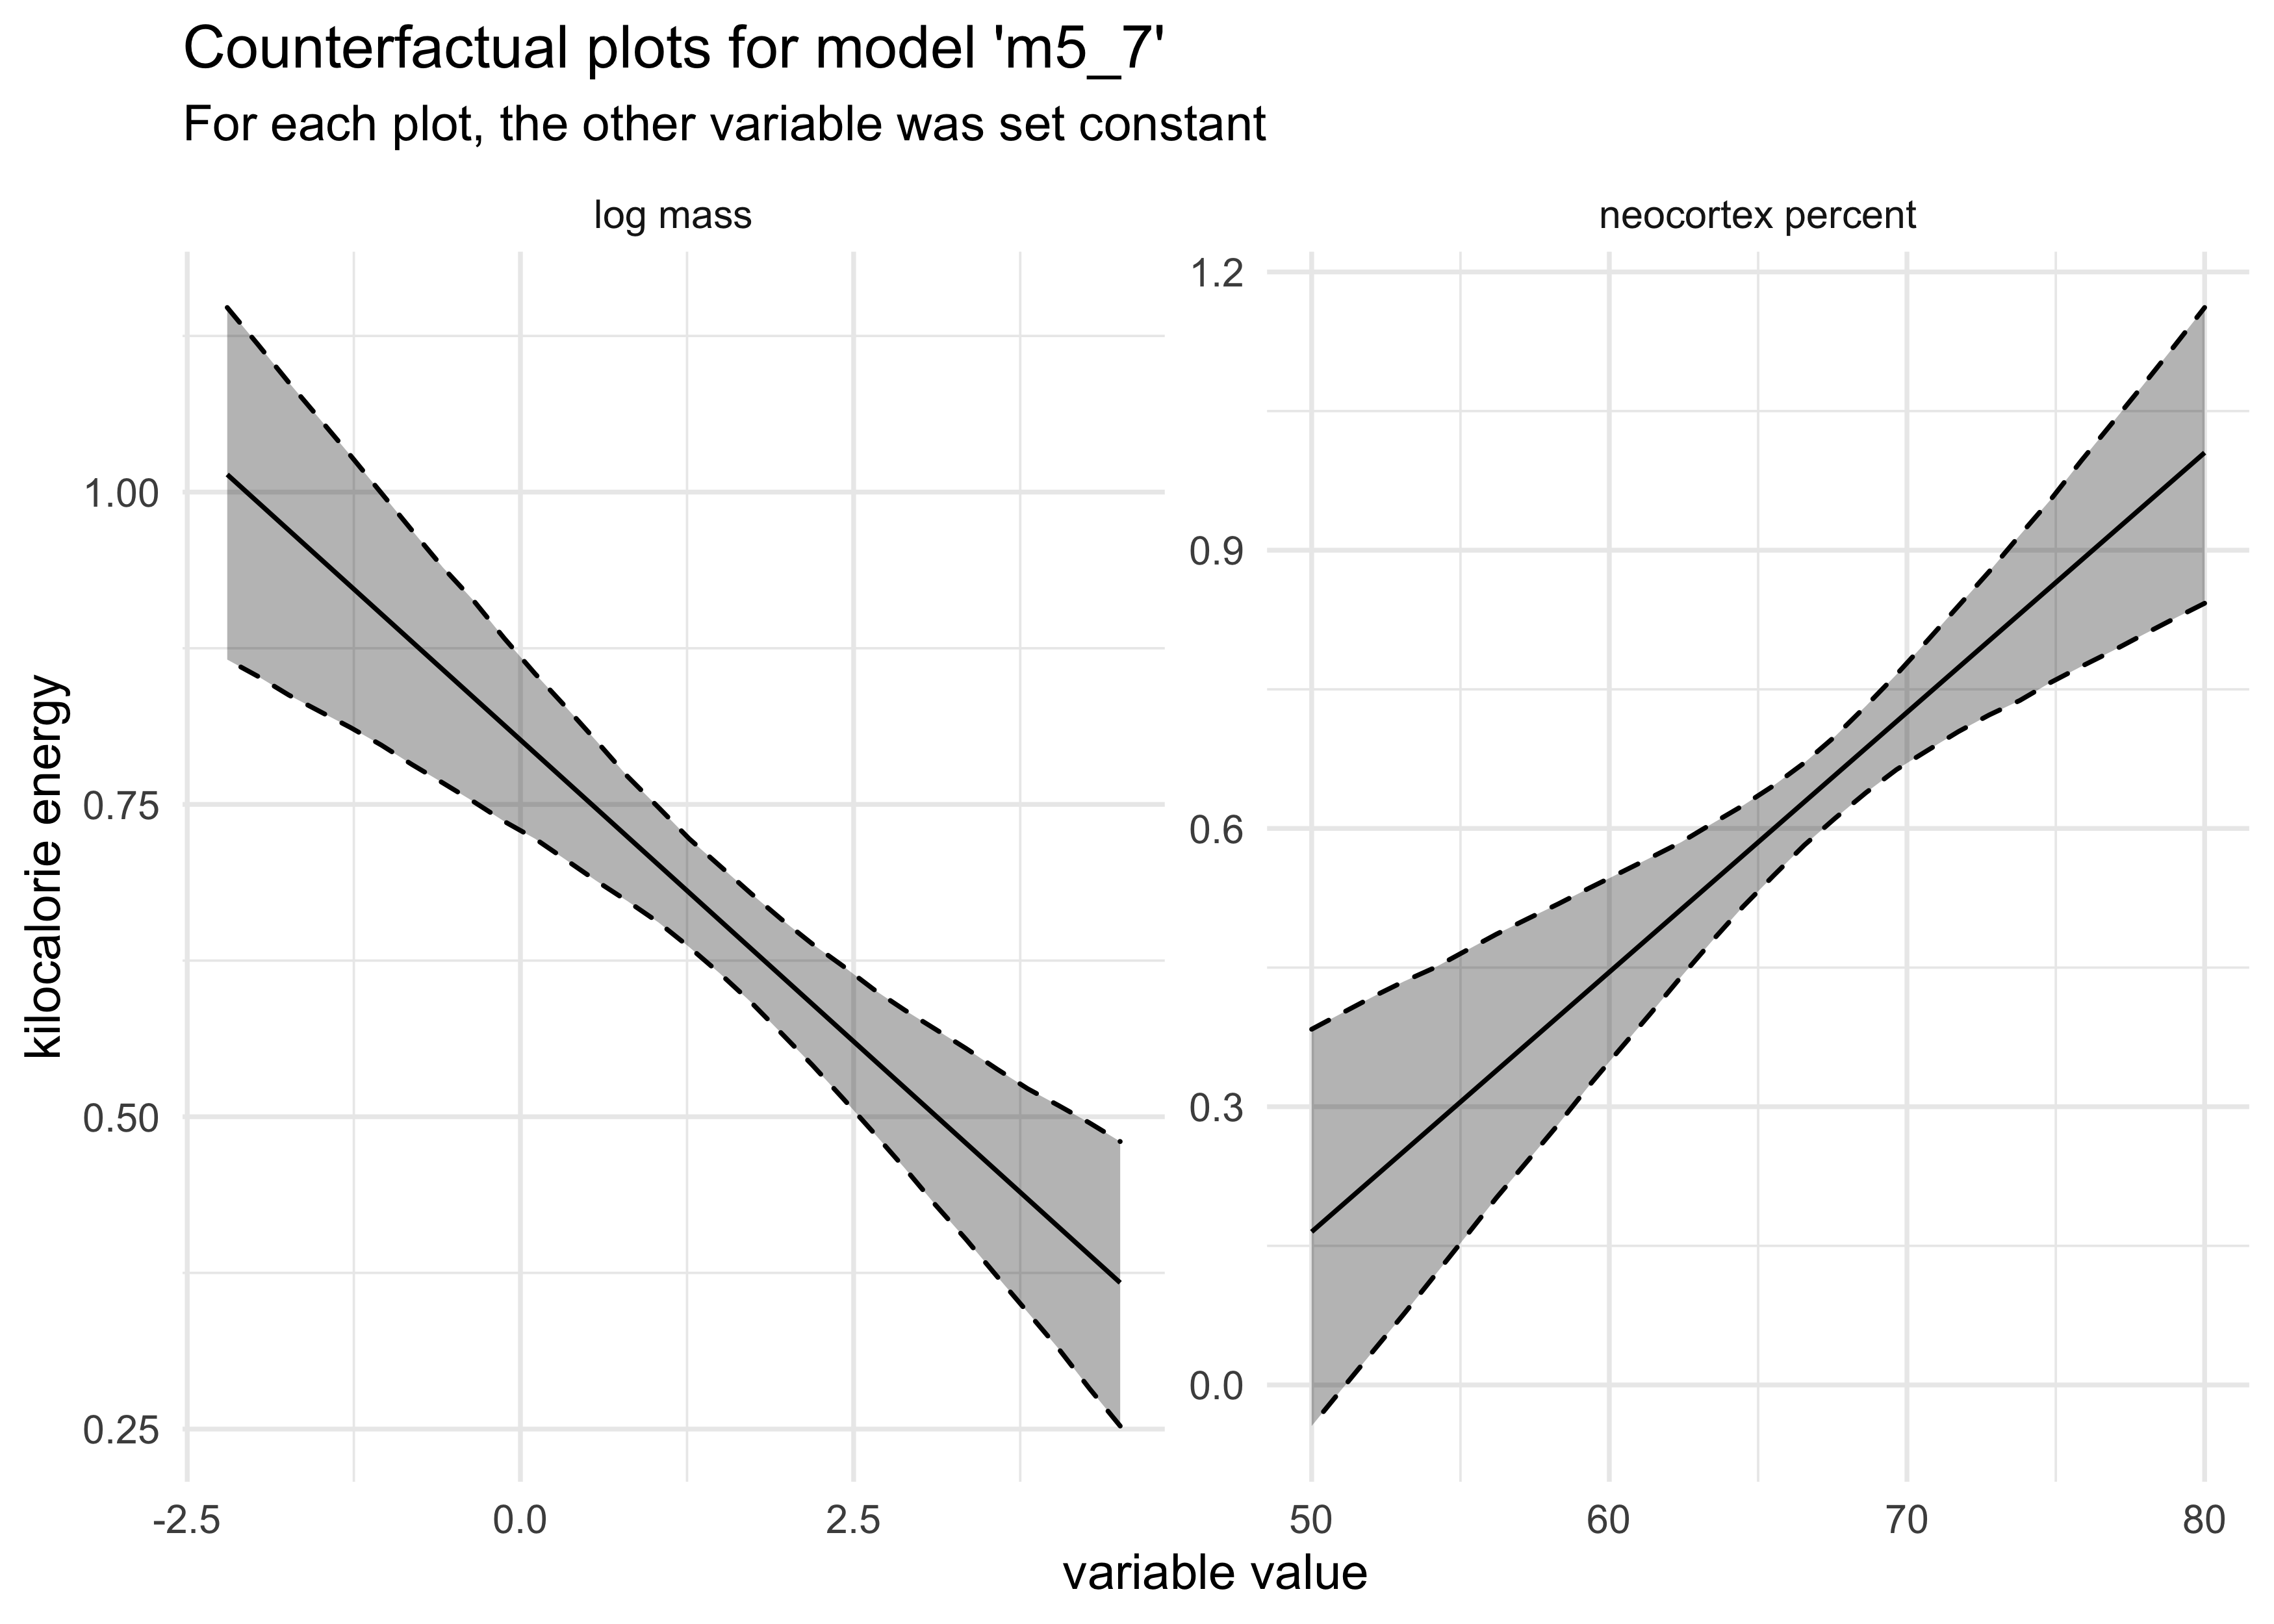 Counterfactual plots for model 'm5_7'
For each plot, the other variable was set constant
log mass
neocortex percent
kilocalorie energy
1.00
0.75
0.50
0.25
-2.5 0.0 2.5
1.2
0.9
0.6
0.3
0.0
50 60 70 80
variable value